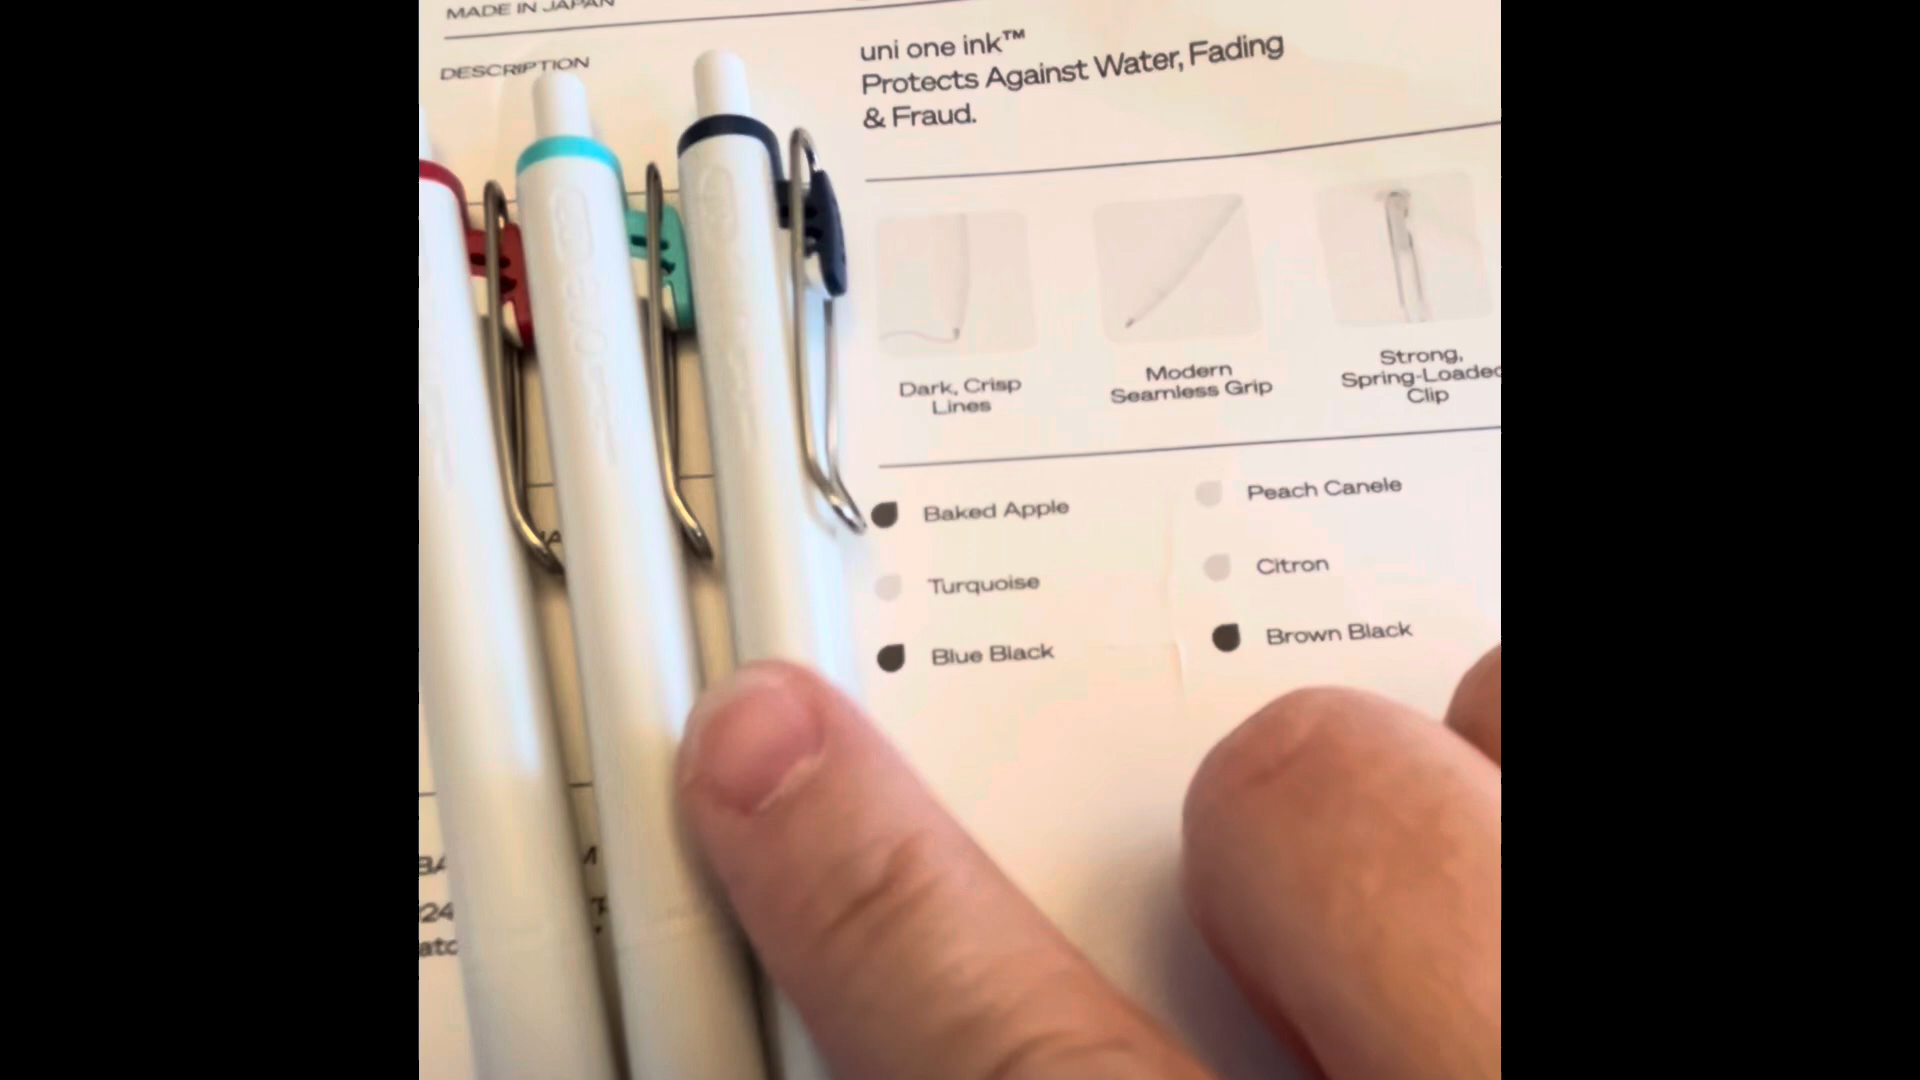 MADE IN JAPAN
DESCRIPTION
uni one ink™
Protects Against Water, Fading
& Fraud.
Dark, Crisp
Lines
Modern
Seamless Grip
Strong,
Spring-Loaded
Clip
Baked Apple
Peach Canele
Turquoise
Citron
Blue Black
Brown Black